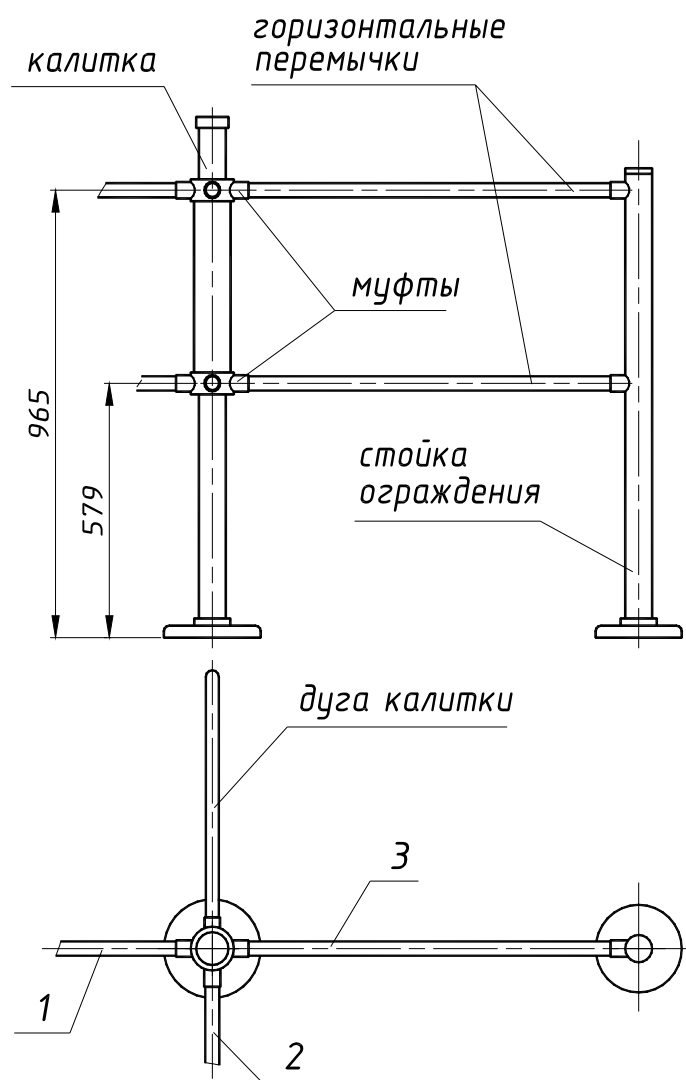 горизонтальные
перемычки
калитка
муфты
965
579
стойка
ограждения
дуга калитки
3
1
2